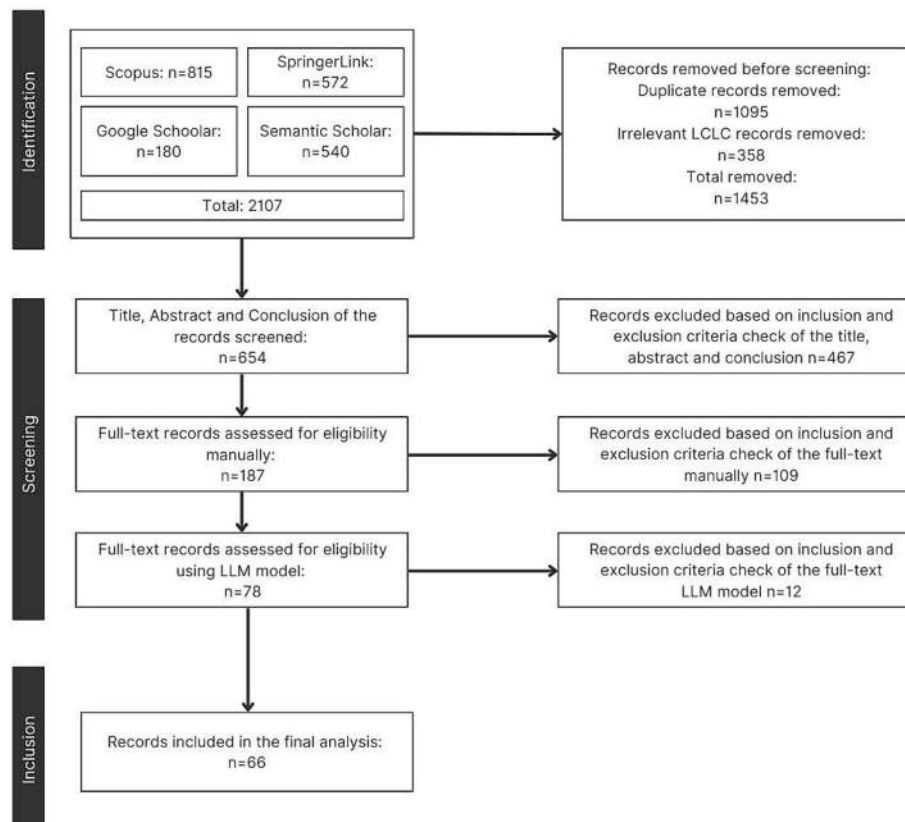 Identification
Scopus: n=815
SpringerLink:
n=572
Google Schoolar:
n=180
Semantic Scholar:
n=540
Total: 2107
Records removed before screening:
Duplicate records removed:
n=1095
Irrelevant LCLC records removed:
n=358
Total removed:
n=1453
Screening
Title, Abstract and Conclusion of the
records screened:
n=654
Records excluded based on inclusion and
exclusion criteria check of the title,
abstract and conclusion n=467
Full-text records assessed for eligibility
manually:
n=187
Records excluded based on inclusion and
exclusion criteria check of the full-text
manually n=109
Full-text records assessed for eligibility
using LLM model:
n=78
Records excluded based on inclusion and
exclusion criteria check of the full-text
LLM model n=12
Inclusion
Records included in the final analysis:
n=66